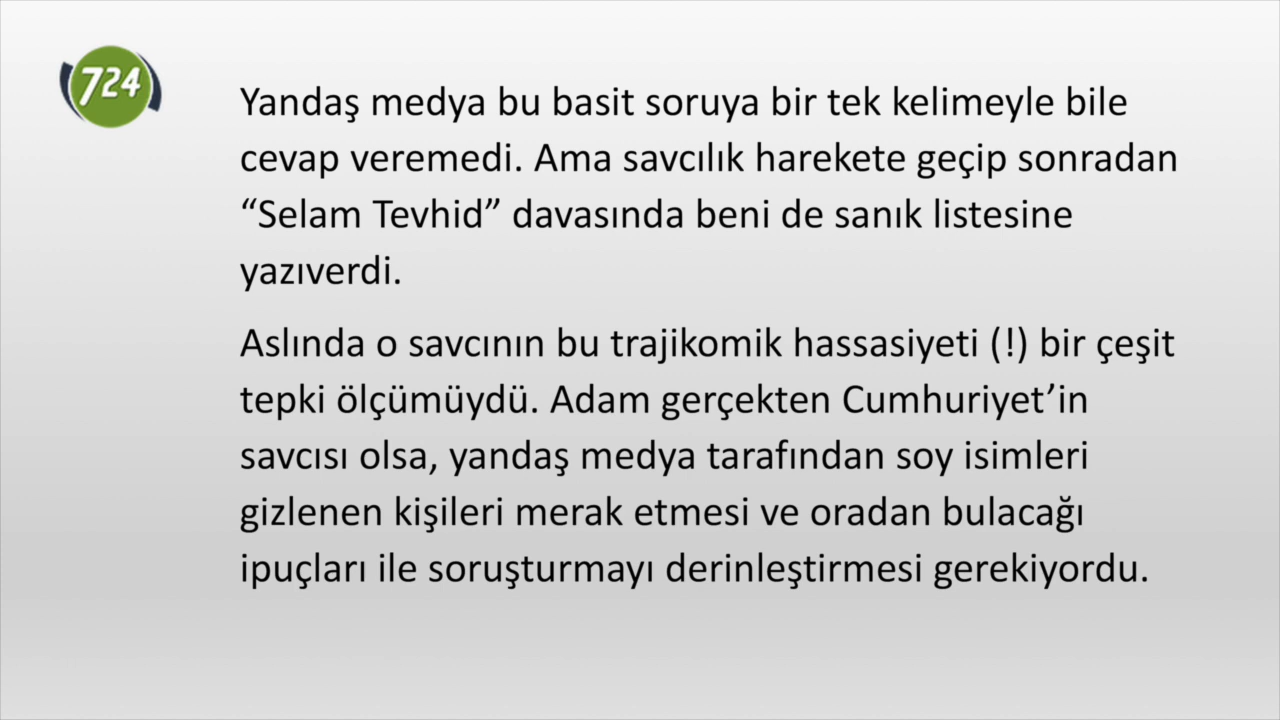 724
Yandaş medya bu basit soruya bir tek kelimeyle bile
cevap veremedi. Ama savcılık harekete geçip sonradan
“Selam Tevhid” davasında beni de sanık listesine
yazıverdi.
Aslında o savcının bu trajikomik hassasiyeti (!) bir çeşit
tepki ölçümüydü. Adam gerçekten Cumhuriyet’in
savcısı olsa, yandaş medya tarafından soy isimleri
gizlenen kişileri merak etmesi ve oradan bulacağı
ipuçları ile soruşturmayı derinleştirmesi gerekiyordu.